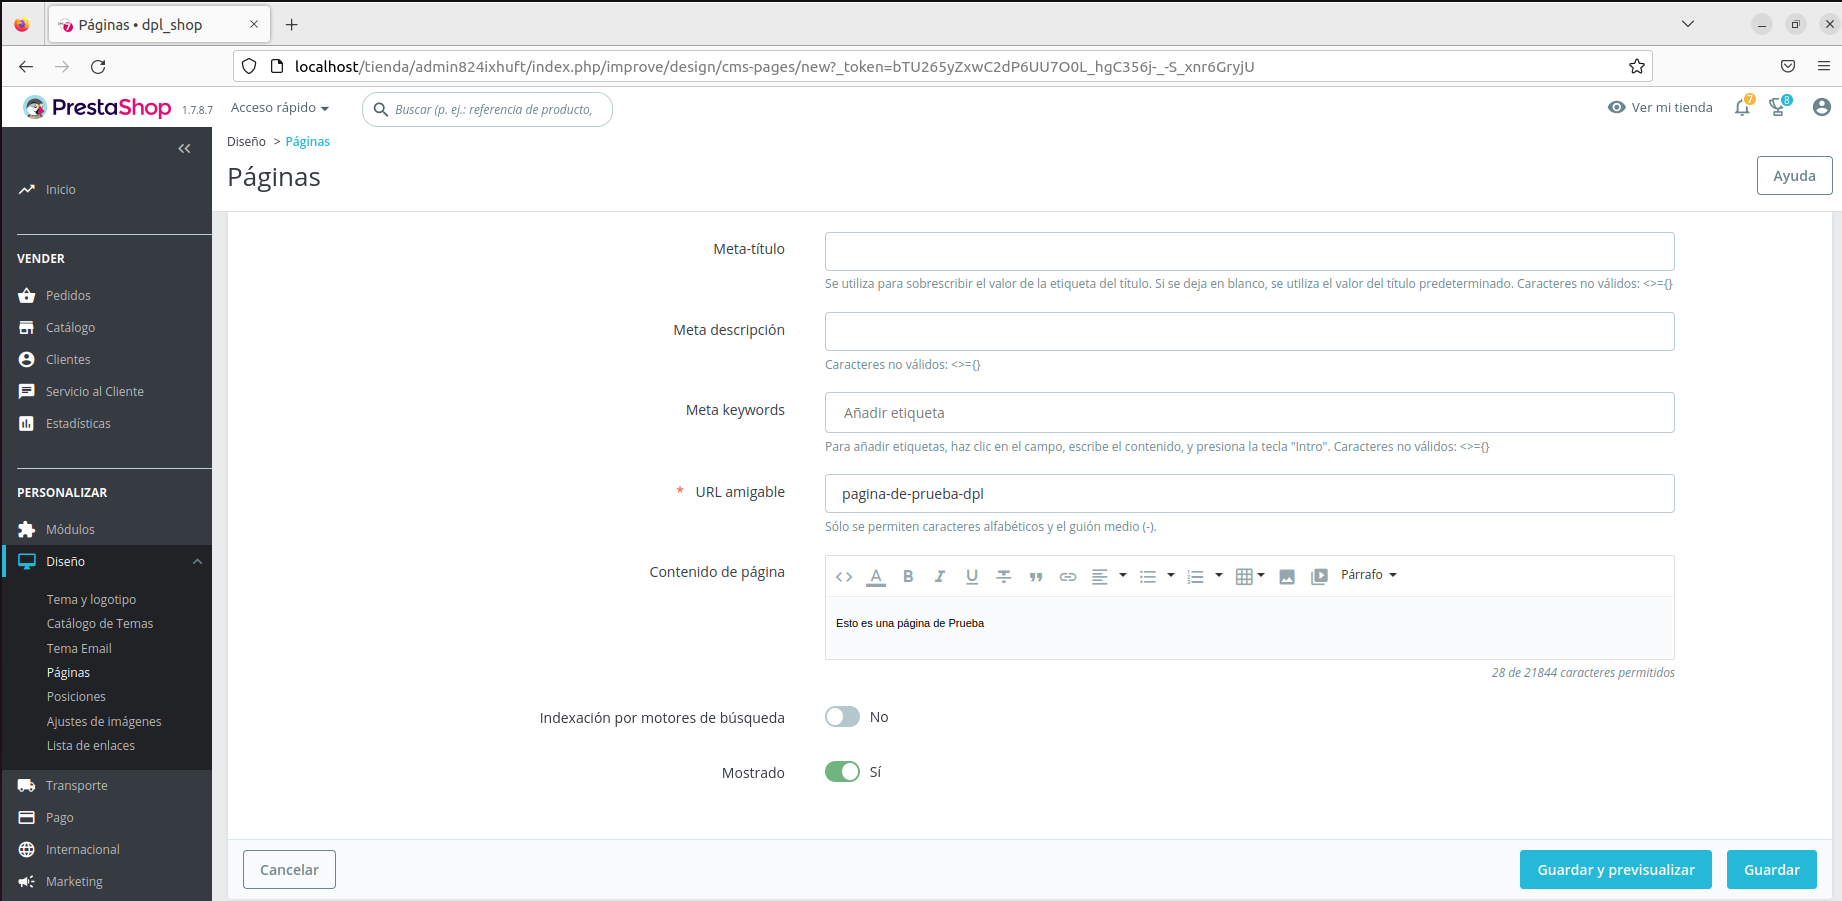 Páginas • dpl_shop
localhost/tienda/admin824ixhuft/index.php/improve/design/cms-pages/new?_token=bTU265yZxwC2dP6UU7O0L_hgC356j-_-S_xnr6GryjU
PrestaShop 1.7.8.7
Acceso rápido
Buscar (p. ej.: referencia de producto,
Ver mi tienda
7
8
Diseño > Páginas
Páginas
Ayuda
Inicio
VENDER
Pedidos
Catálogo
Clientes
Servicio al Cliente
Estadísticas
PERSONALIZAR
Módulos
Diseño
Tema y logotipo
Catálogo de Temas
Tema Email
Páginas
Posiciones
Ajustes de imágenes
Lista de enlaces
Transporte
Pago
Internacional
Marketing
Meta-título
Se utiliza para sobrescribir el valor de la etiqueta del título. Si se deja en blanco, se utiliza el valor del título predeterminado. Caracteres no válidos: <>={}
Meta descripción
Caracteres no válidos: <>={}
Meta keywords
Añadir etiqueta
Para añadir etiquetas, haz clic en el campo, escribe el contenido, y presiona la tecla "Intro". Caracteres no válidos: <>={}
* URL amigable
pagina-de-prueba-dpl
Sólo se permiten caracteres alfabéticos y el guión medio (-).
Contenido de página
Párrafo
Esto es una página de Prueba
28 de 21844 caracteres permitidos
Indexación por motores de búsqueda
No
Mostrado
Sí
Cancelar
Guardar y previsualizar
Guardar